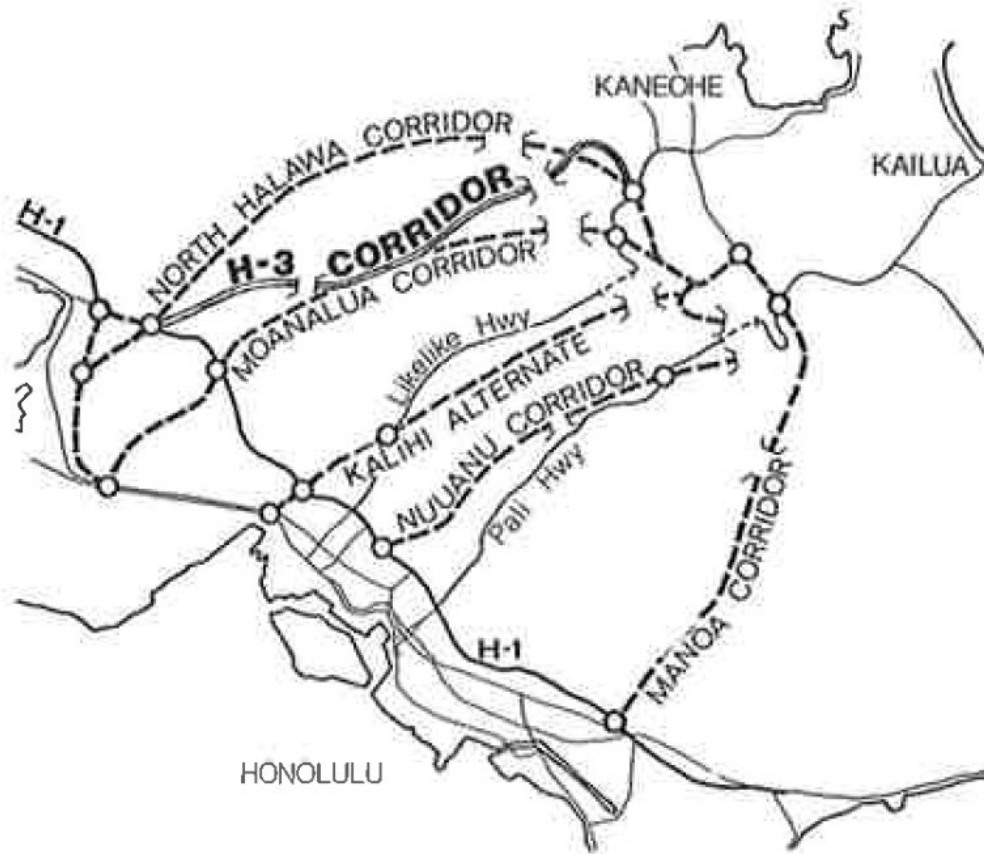 KANEOHE
KAILUA
NORTH HALAWA CORRIDOR
H-1
H-3 CORRIDOR
MOANALUA CORRIDOR
Likelike Hwy
KALIHI ALTERNATE
NUUANU CORRIDOR
Pali Hwy
MANOA CORRIDOR
H-1
HONOLULU